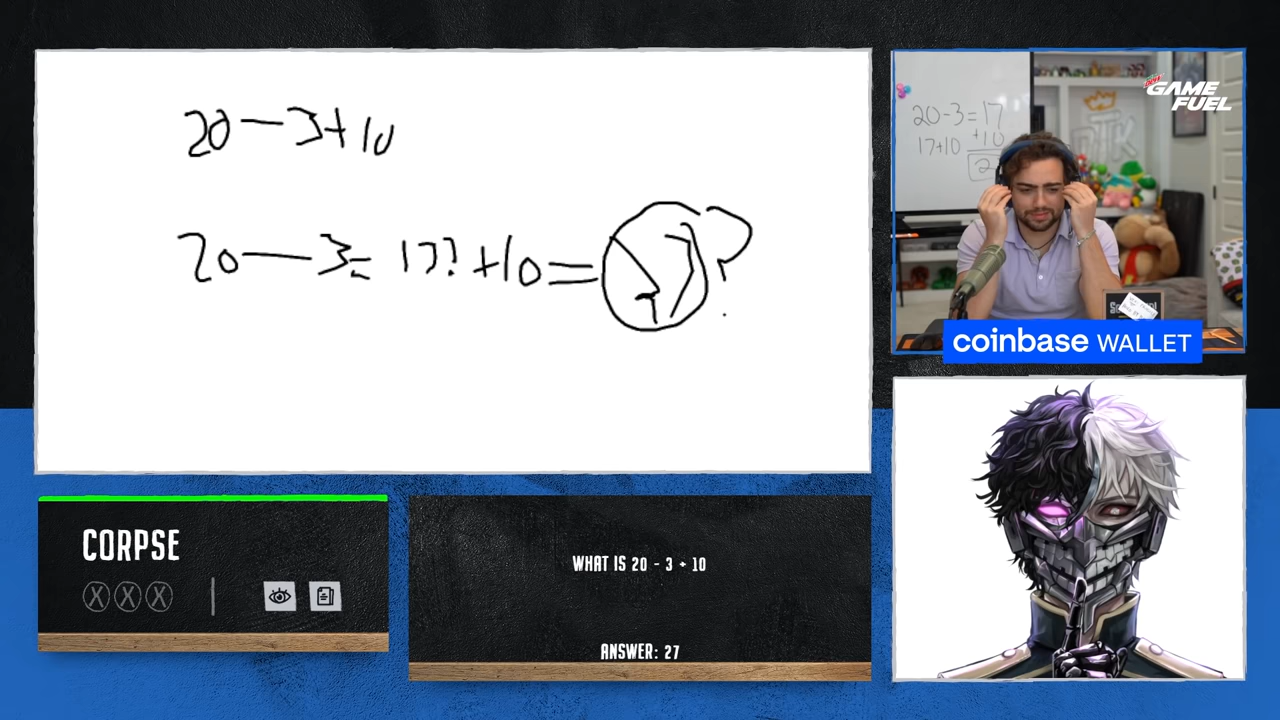 20 — 3+10
20 — 3= 17? +10 = 27?
20-3=17
17+10
+10
2
GAME
FUEL
coinbase WALLET
CORPSE
X X X
WHAT IS 20 - 3 + 10
ANSWER: 27